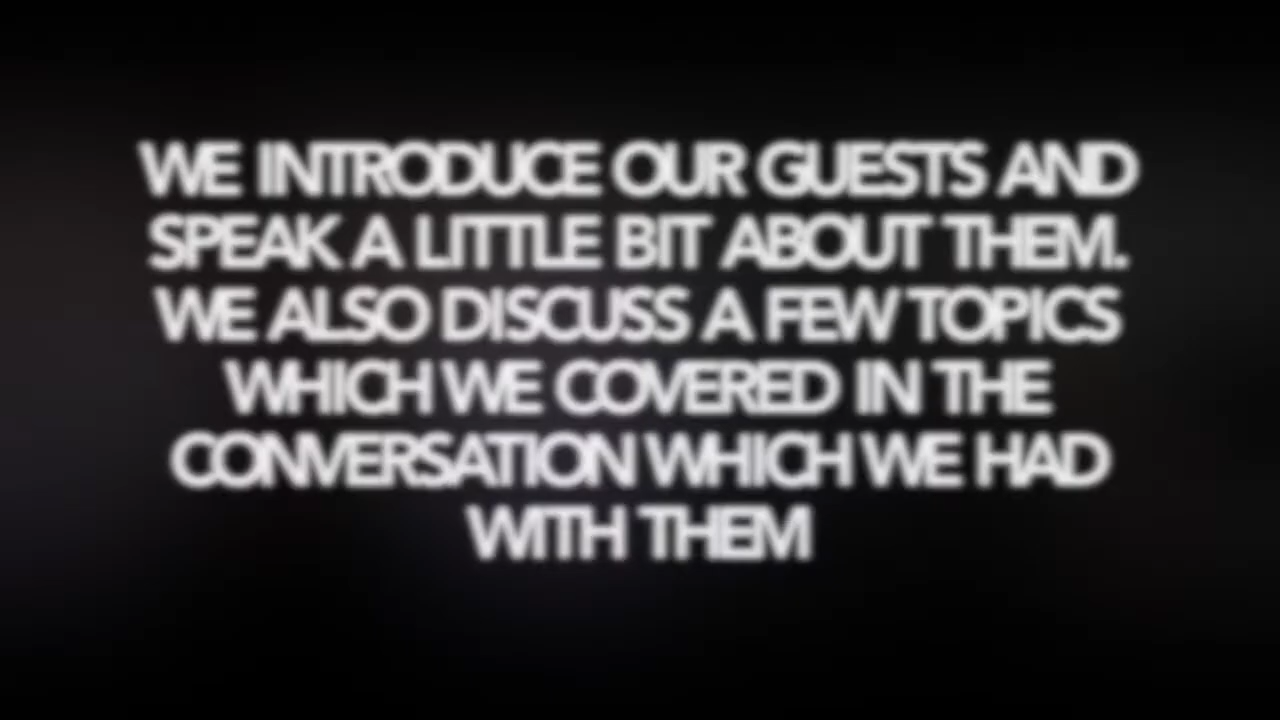 WE INTRODUCE OUR GUESTS AND
SPEAK A LITTLE BIT ABOUT THEM.
WE ALSO DISCUSS A FEW TOPICS
WHICH WE COVERED IN THE
CONVERSATION WHICH WE HAD
WITH THEM